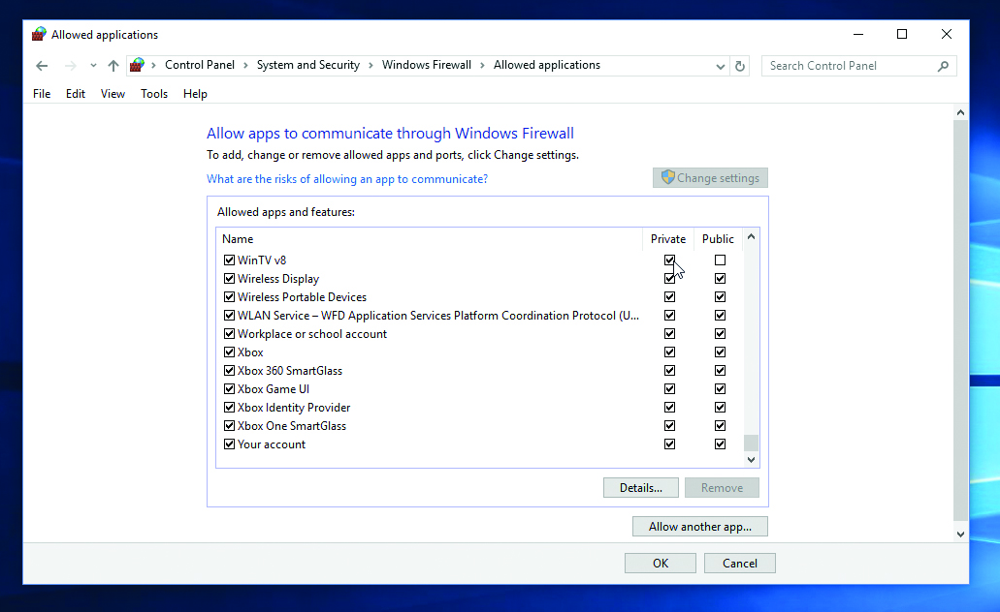 Allowed applications
Control Panel › System and Security › Windows Firewall › Allowed applications
Search Control Panel
File Edit View Tools Help
Allow apps to communicate through Windows Firewall
To add, change or remove allowed apps and ports, click Change settings.
What are the risks of allowing an app to communicate?
Change settings
Allowed apps and features:
Name Private Public
WinTV v8
Wireless Display
Wireless Portable Devices
WLAN Service – WFD Application Services Platform Coordination Protocol (U...
Workplace or school account
Xbox
Xbox 360 SmartGlass
Xbox Game UI
Xbox Identity Provider
Xbox One SmartGlass
Your account
Details... Remove
Allow another app...
OK Cancel